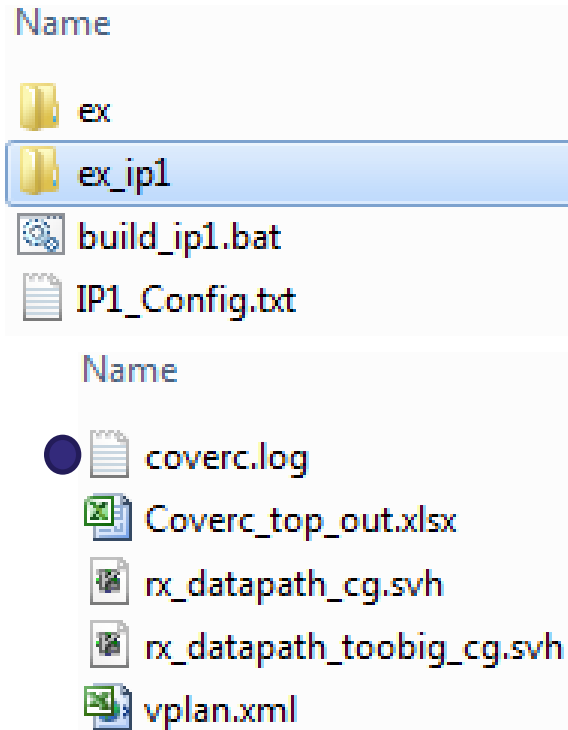 Name
ex
ex_ip1
build_ip1.bat
IP1_Config.txt
Name
coverc.log
Coverc_top_out.xlsx
rx_datapath_cg.svh
rx_datapath_toobig_cg.svh
vplan.xml